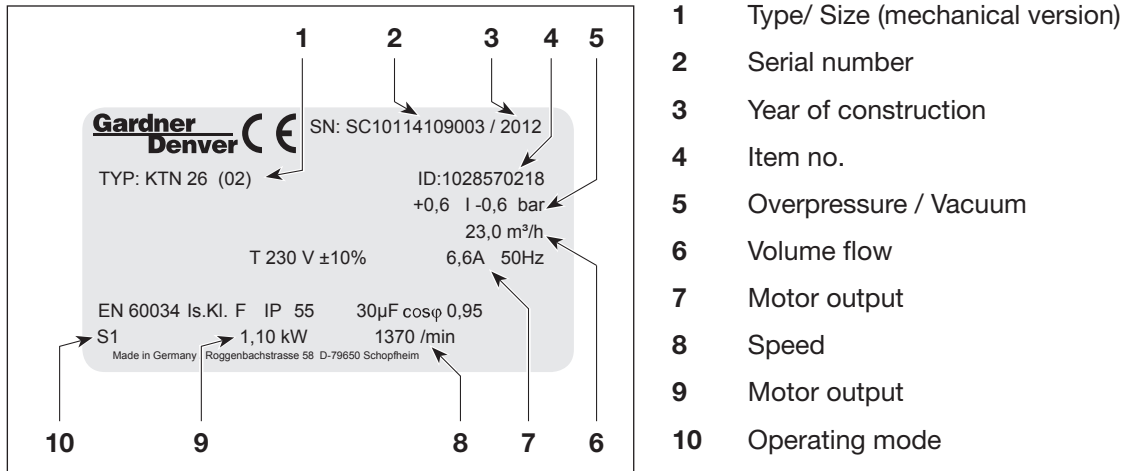 1 2 3 4 5
Gardner
Denver CE SN: SC10114109003 / 2012
TYP: KTN 26 (02) ID:1028570218
+0,6 I -0,6 bar
23,0 m³/h
T 230 V ±10% 6,6A 50Hz
EN 60034 Is.Kl. F IP 55 30µF cosφ 0,95
S1 1,10 kW 1370 /min
Made in Germany Roggenbachstrasse 58 D-79650 Schopfheim
10 9 8 7 6
1 Type/ Size (mechanical version)
2 Serial number
3 Year of construction
4 Item no.
5 Overpressure / Vacuum
6 Volume flow
7 Motor output
8 Speed
9 Motor output
10 Operating mode